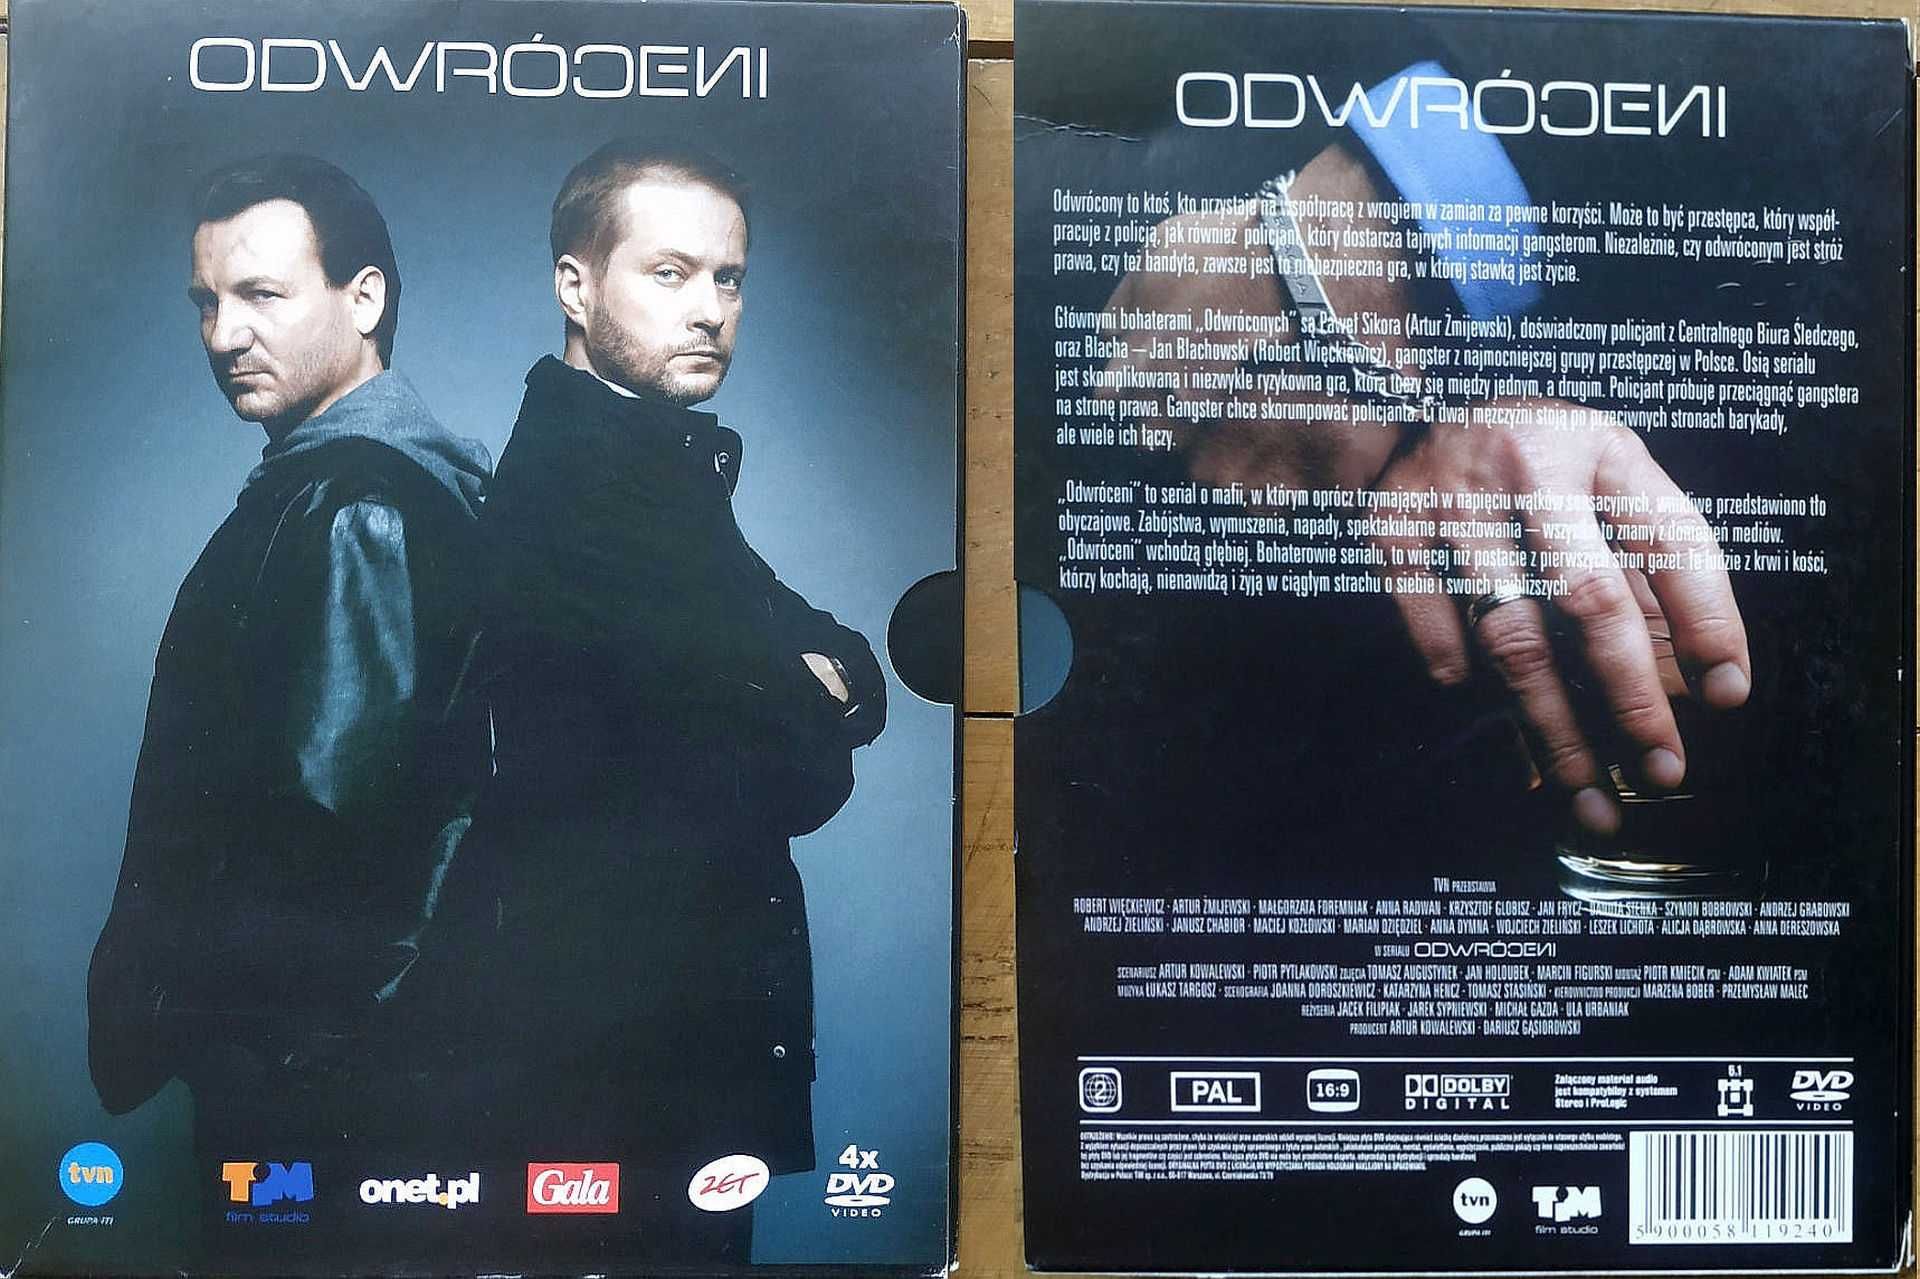 ODWRÓCENI
tvn
GRUPA ITI
TiM
film studio
onet.pl
Gala
ZET
4x
DVD
VIDEO
ODWRÓCENI
Odwrócony to ktoś, kto przystaje na współpracę z wrogiem w zamian za pewne korzyści. Może to być przestępca, który współ-
pracuje z policją, jak również policjant, który dostarcza tajnych informacji gangsterom. Niezależnie, czy odwróconym jest stróż
prawa, czy też bandyta, zawsze jest to niebezpieczna gra, w której stawką jest życie.
Głównymi bohaterami „Odwróconych" są Paweł Sikora (Artur Żmijewski), doświadczony policjant z Centralnego Biura Śledczego,
oraz Blacha – Jan Blachowski (Robert Więckiewicz), gangster z najmocniejszej grupy przestępczej w Polsce. Osią serialu
jest skomplikowana i niezwykle ryzykowna gra, która toczy się między jednym, a drugim. Policjant próbuje przeciągnąć gangstera
na stronę prawa. Gangster chce skorumpować policjanta. Ci dwaj mężczyźni stoją po przeciwnych stronach barykady,
ale wiele ich łączy.
„Odwróceni" to serial o mafii, w którym oprócz trzymających w napięciu wątków sensacyjnych, wnikliwe przedstawiono tło
obyczajowe. Zabójstwa, wymuszenia, napady, spektakularne aresztowania – wszystko to znamy z doniesień mediów.
„Odwróceni" wchodzą głębiej. Bohaterowie serialu, to więcej niż postacie z pierwszych stron gazet. To ludzie z krwi i kości,
którzy kochają, nienawidzą i żyją w ciągłym strachu o siebie i swoich najbliższych.
TVN PRZEDSTAWIA
ROBERT WIĘCKIEWICZ · ARTUR ŻMIJEWSKI · MAŁGORZATA FOREMNIAK · ANNA RADWAN · KRZYSZTOF GLOBISZ · JAN FRYCZ · DANUTA STENKA · SZYMON BOBROWSKI · ANDRZEJ GRABOWSKI
ANDRZEJ ZIELIŃSKI · JANUSZ CHABIOR · MACIEJ KOZŁOWSKI · MARIAN DZIĘDZIEL · ANNA DYMNA · WOJCIECH ZIELIŃSKI · LESZEK LICHOTA · ALICJA DĄBROWSKA · ANNA DERESZOWSKA
W SERIALU ODWRÓCENI
SCENARIUSZ ARTUR KOWALEWSKI · PIOTR PYTLAKOWSKI ZDJĘCIA TOMASZ AUGUSTYNEK · JAN HOLOUBEK · MARCIN FIGURSKI MONTAŻ PIOTR KMIECIK PSM · ADAM KWIATEK PSM
MUZYKA ŁUKASZ TARGOSZ · SCENOGRAFIA JOANNA DOROSZKIEWICZ · KATARZYNA HENCZ · TOMASZ STASIŃSKI · KIEROWNICTWO PRODUKCJI MARZENA BOBER · PRZEMYSŁAW MALEC
REŻYSERIA JACEK FILIPIAK · JAREK SYPNIEWSKI · MICHAŁ GAZDA · ULA URBANIAK
PRODUCENT ARTUR KOWALEWSKI · DARIUSZ GĄSIOROWSKI
2
PAL
16:9
DOLBY
DIGITAL
Załączony materiał audio
jest kompatybilny z systemem
Stereo i ProLogic
5.1
DVD
VIDEO
tvn
GRUPA ITI
TiM
film studio
5 900058 119240